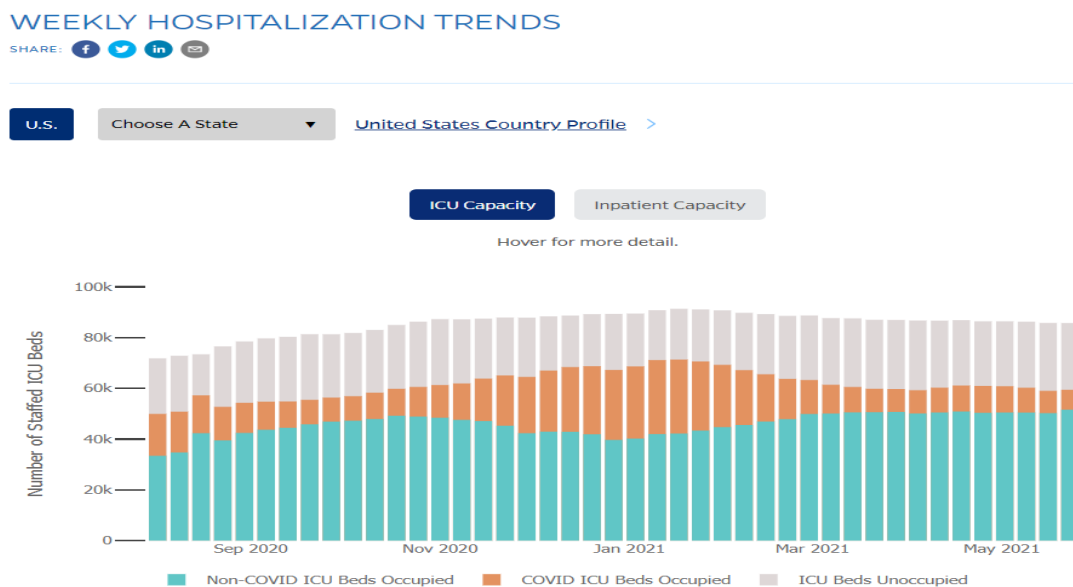 WEEKLY HOSPITALIZATION TRENDS
SHARE: f in
U.S. Choose A State ▼ United States Country Profile >
ICU Capacity Inpatient Capacity
Hover for more detail.
Number of Staffed ICU Beds
100k
80k
60k
40k
20k
0
Sep 2020 Nov 2020 Jan 2021 Mar 2021 May 2021
Non-COVID ICU Beds Occupied COVID ICU Beds Occupied ICU Beds Unoccupied